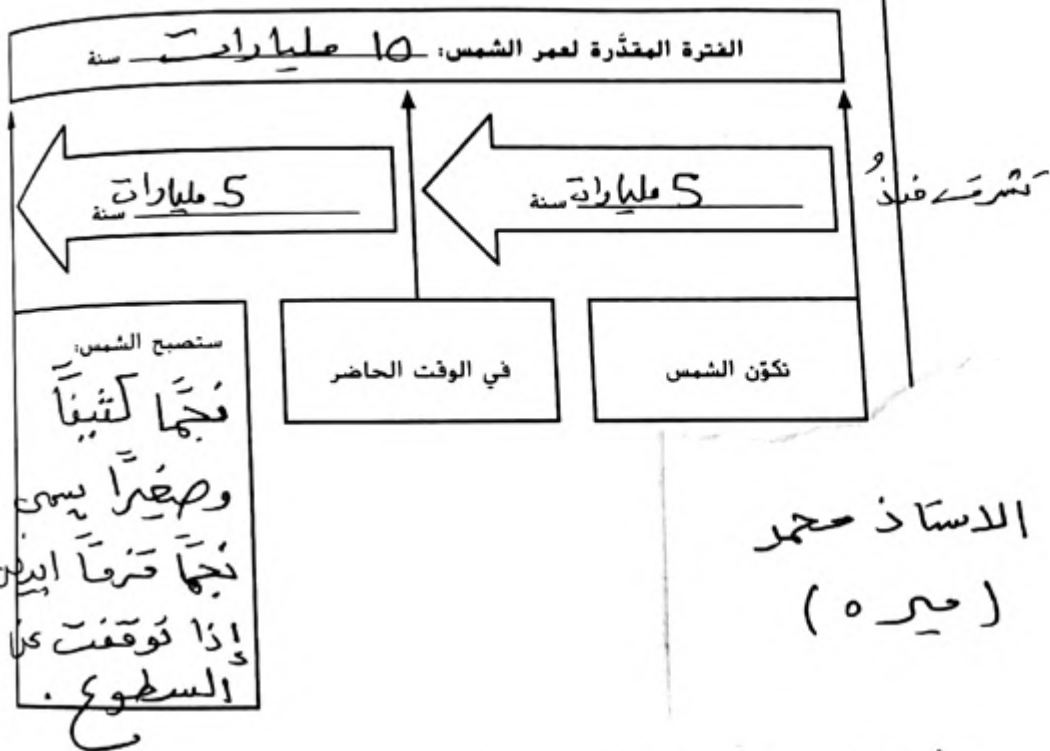 الفترة المقدَّرة لعمر الشمس: 10 مليارات سنة
5 مليارات سنة
5 مليارات سنة
تشرق منذُ
تكوّن الشمس
في الوقت الحاضر
ستصبح الشمس:
نجمًا كثيفًا
وصغيرًا يسمى
نجمًا قزمًا ابيض
إذا توقفت عن
السطوع.
الاستاذ محمد